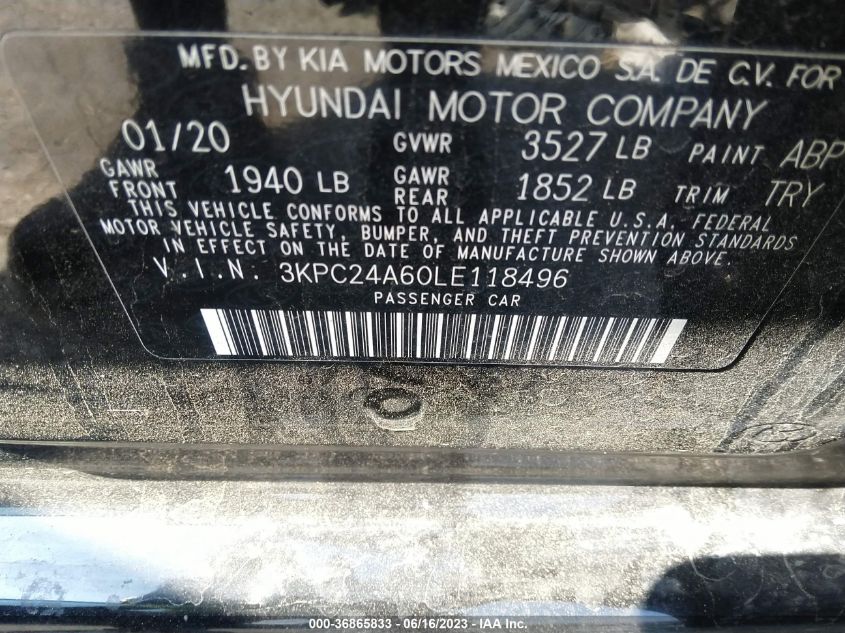 MFD. BY KIA MOTORS MEXICO S.A. DE C.V. FOR
HYUNDAI MOTOR COMPANY
01/20 GVWR 3527 LB PAINT ABP
GAWR FRONT 1940 LB GAWR REAR 1852 LB TRIM TRY
THIS VEHICLE CONFORMS TO ALL APPLICABLE U.S.A. FEDERAL
MOTOR VEHICLE SAFETY, BUMPER, AND THEFT PREVENTION STANDARDS
IN EFFECT ON THE DATE OF MANUFACTURE SHOWN ABOVE.
V.I.N. 3KPC24A60LE118496
PASSENGER CAR
000-36865833 - 06/16/2023 - IAA Inc.